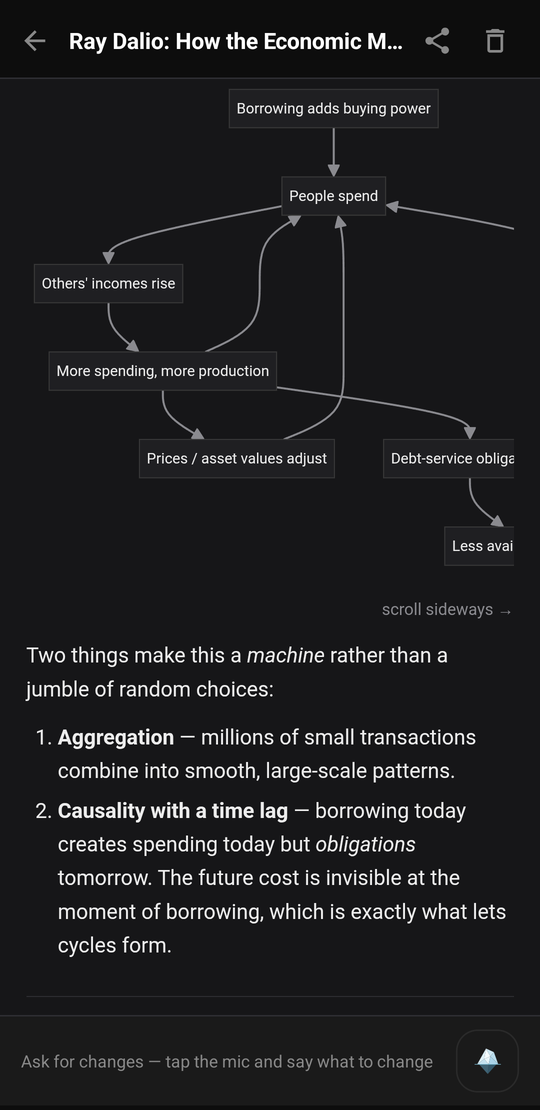 Ray Dalio: How the Economic M...
Borrowing adds buying power
People spend
Others' incomes rise
More spending, more production
Prices / asset values adjust
Debt-service obliga
Less avai
scroll sideways →
Two things make this a machine rather than a
jumble of random choices:
1. Aggregation — millions of small transactions
combine into smooth, large-scale patterns.
2. Causality with a time lag — borrowing today
creates spending today but obligations
tomorrow. The future cost is invisible at the
moment of borrowing, which is exactly what lets
cycles form.
Ask for changes — tap the mic and say what to change